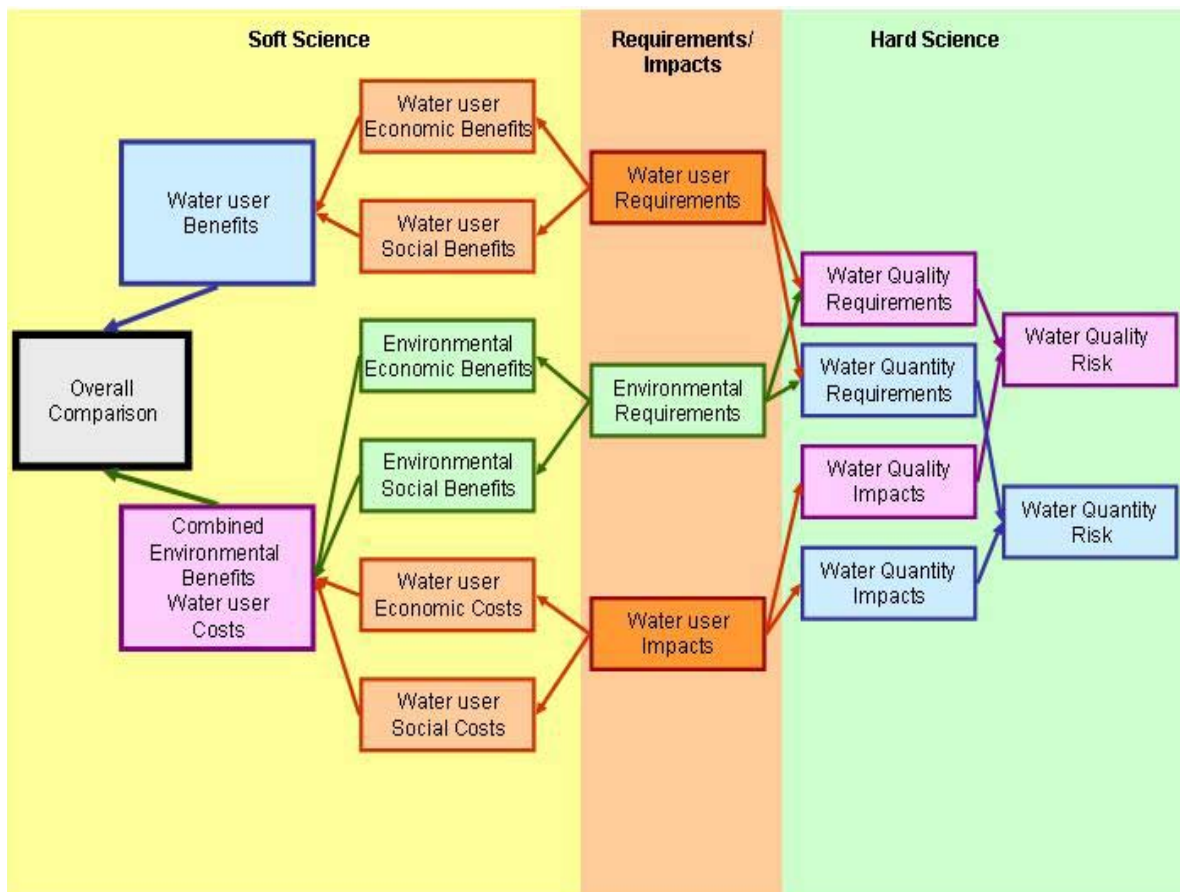 Soft Science
Requirements/
Impacts
Hard Science
Water user
Economic Benefits
Water user
Benefits
Water user
Social Benefits
Water user
Requirements
Water Quality
Requirements
Water Quality
Risk
Environmental
Economic Benefits
Environmental
Requirements
Water Quantity
Requirements
Overall
Comparison
Environmental
Social Benefits
Water Quality
Impacts
Water Quantity
Risk
Combined
Environmental
Benefits
Water user
Costs
Water user
Economic Costs
Water Quantity
Impacts
Water user
Impacts
Water user
Social Costs